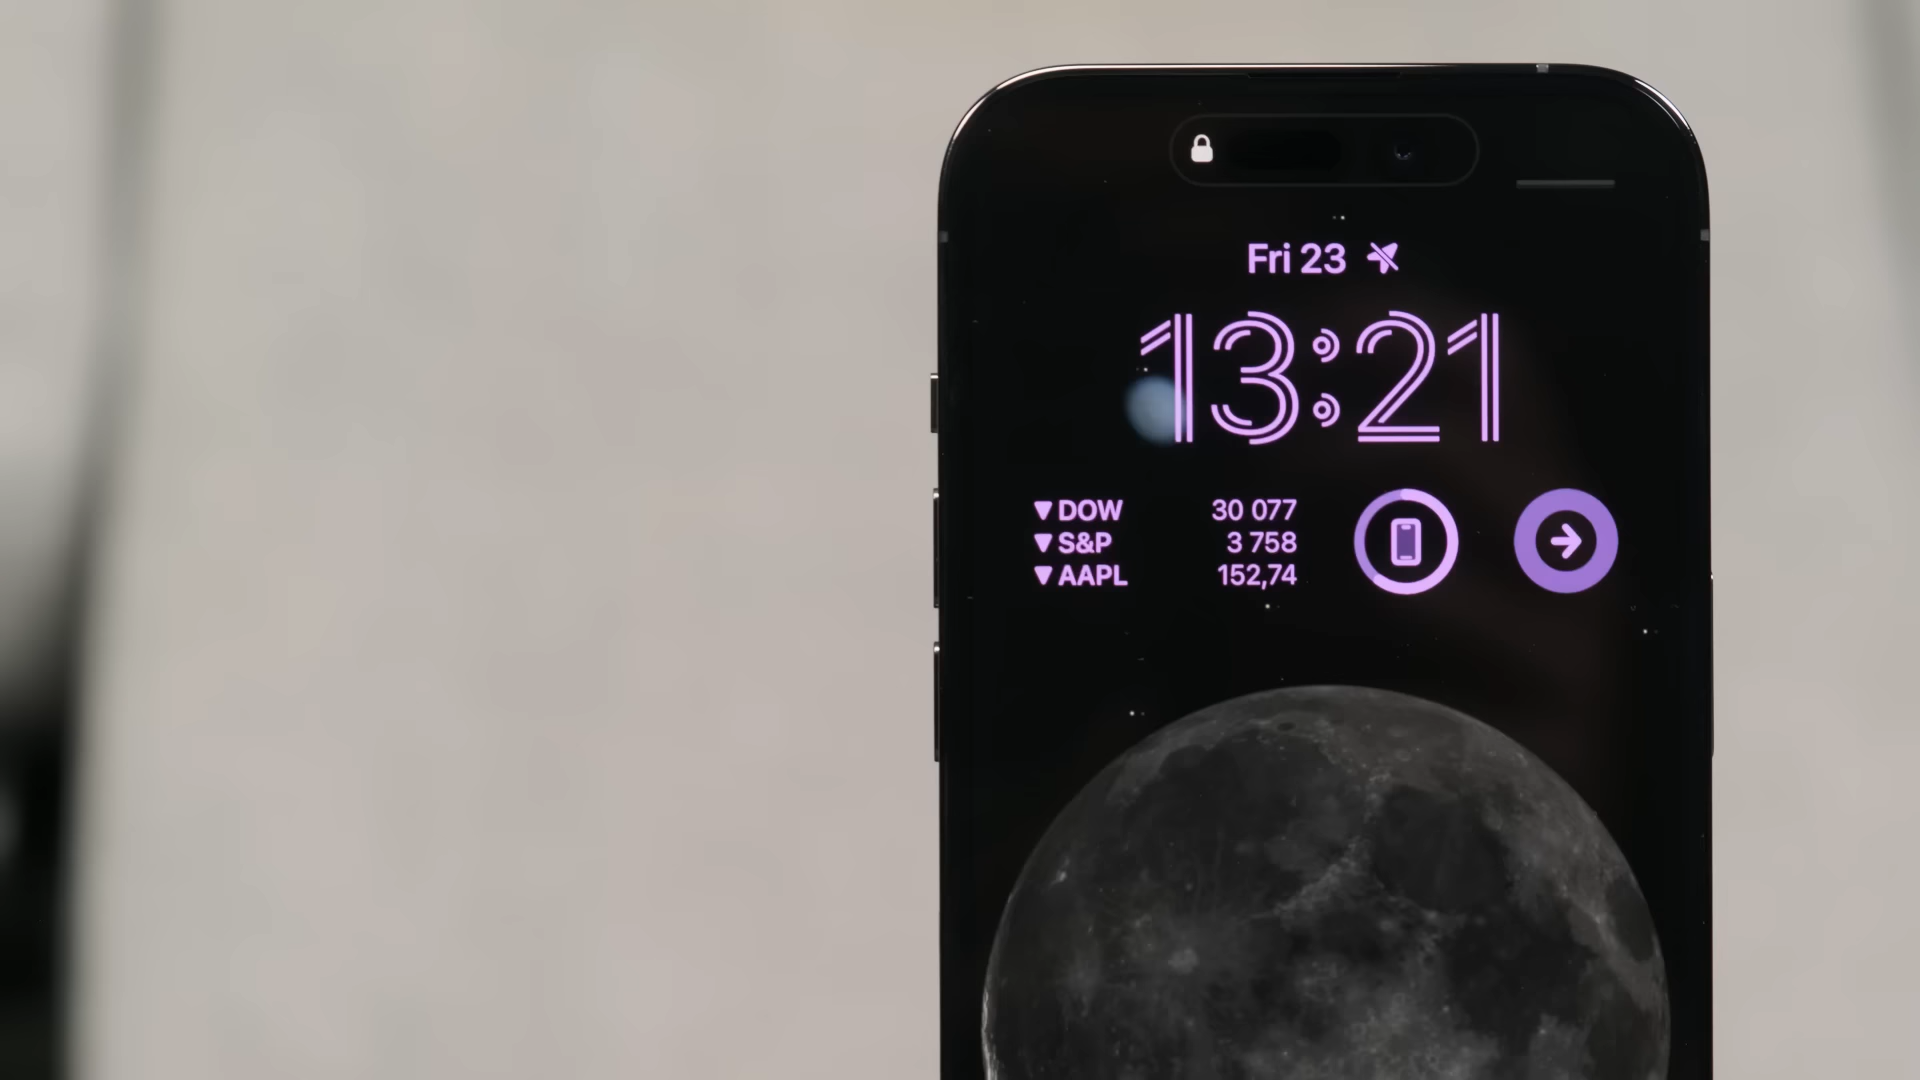 Fri 23
13:21
▼ DOW 30 077
▼ S&P 3 758
▼ AAPL 152,74